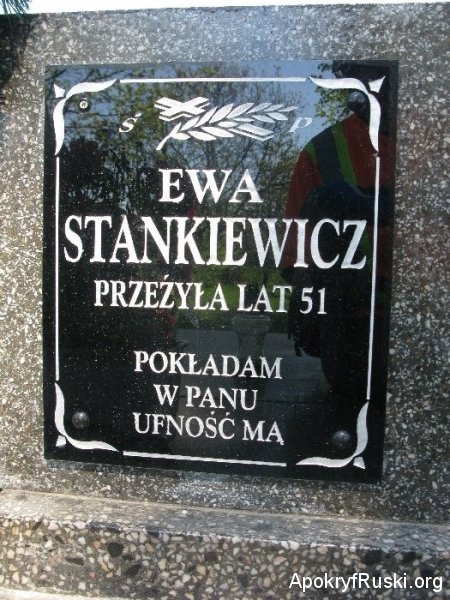 Ś P
EWA
STANKIEWICZ
PRZEŻYŁA LAT 51
POKŁADAM
W PANU
UFNOŚĆ MĄ
ApokryfRuski.org